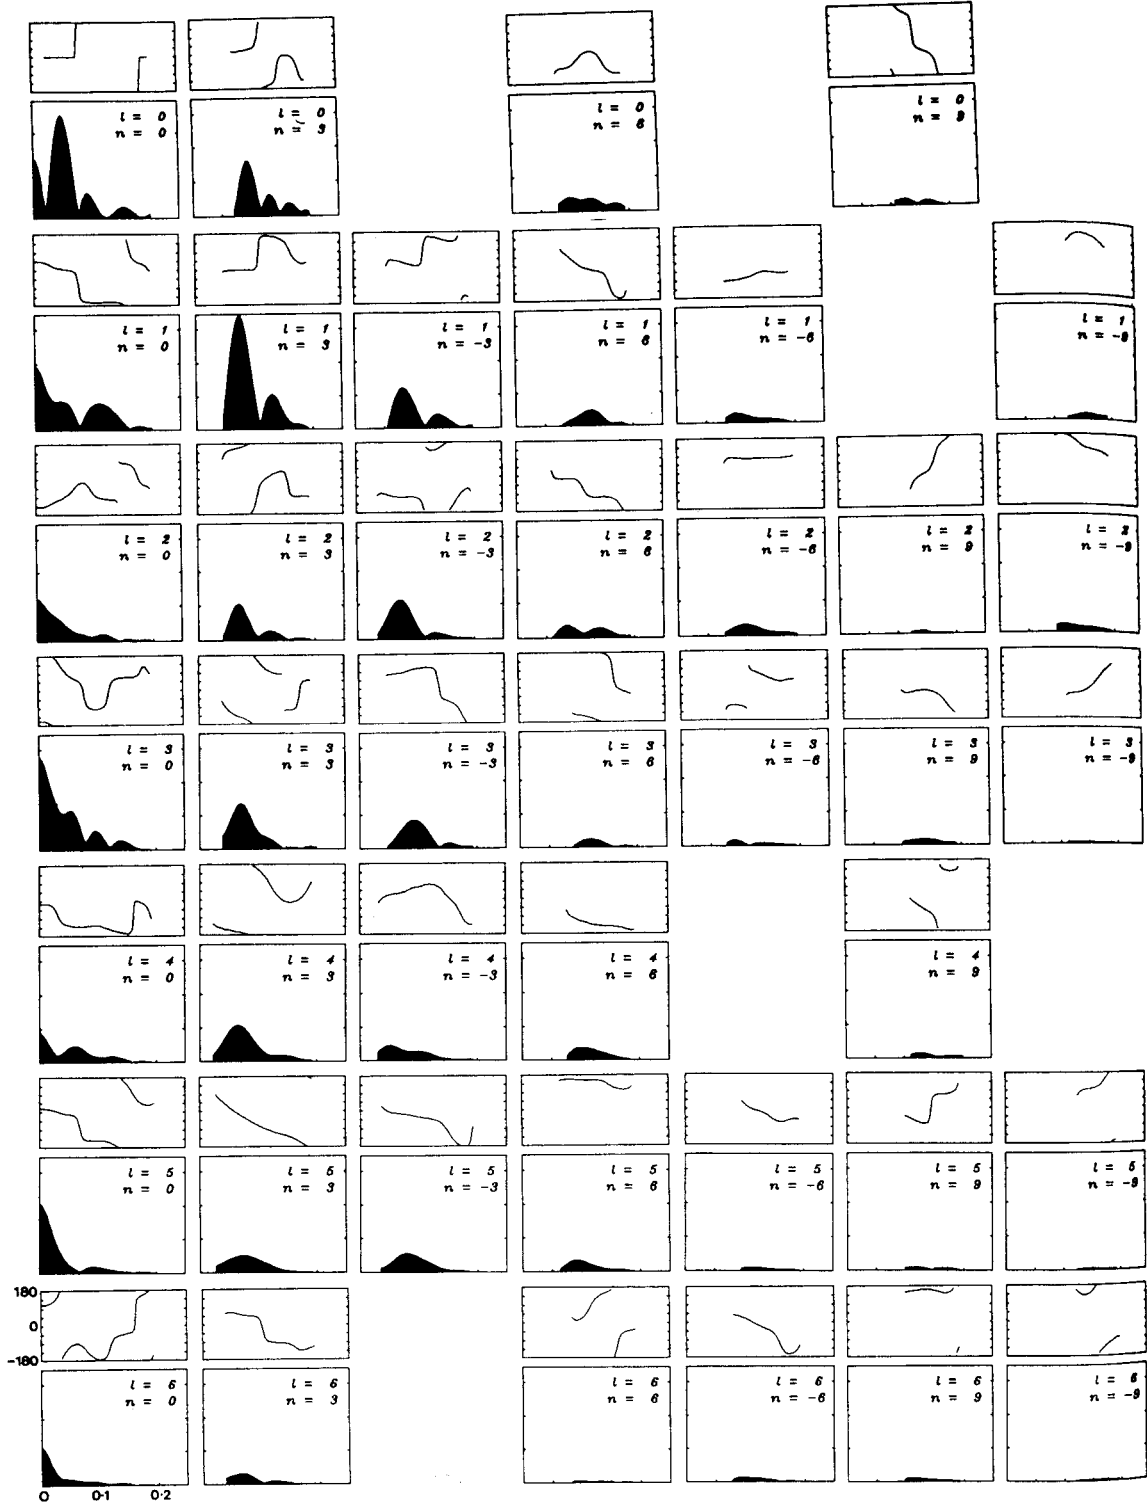 l = 0 l = 0 l = 0 l = 0
n = 0 n = 3 n = 6 n = 9
l = 1 l = 1 l = 1 l = 1 l = 1 l = 1
n = 0 n = 3 n = -3 n = 6 n = -6 n = -9
l = 2 l = 2 l = 2 l = 2 l = 2 l = 2 l = 2
n = 0 n = 3 n = -3 n = 6 n = -6 n = 9 n = -9
l = 3 l = 3 l = 3 l = 3 l = 3 l = 3 l = 3
n = 0 n = 3 n = -3 n = 6 n = -6 n = 9 n = -9
l = 4 l = 4 l = 4 l = 4 l = 4
n = 0 n = 3 n = -3 n = 6 n = 9
l = 5 l = 5 l = 5 l = 5 l = 5 l = 5 l = 5
n = 0 n = 3 n = -3 n = 6 n = -6 n = 9 n = -9
180
0
-180
l = 6 l = 6 l = 6 l = 6 l = 6 l = 6
n = 0 n = 3 n = 6 n = -6 n = 9 n = -9
0 0·1 0·2